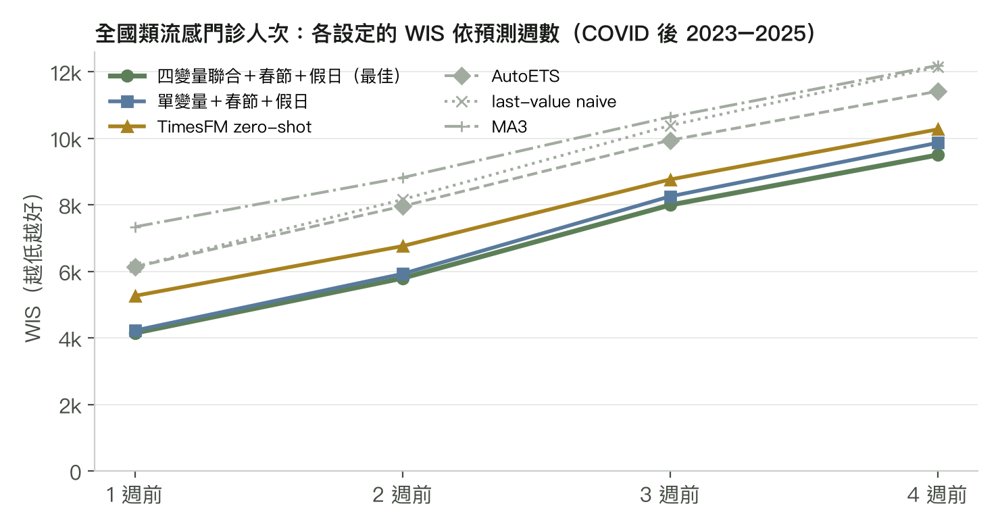 全國類流感門診人次：各設定的 WIS 依預測週數（COVID 後 2023–2025）
四變量聯合＋春節＋假日（最佳）
單變量＋春節＋假日
TimesFM zero-shot
AutoETS
last-value naive
MA3
WIS（越低越好）
12k
10k
8k
6k
4k
2k
0
1 週前
2 週前
3 週前
4 週前